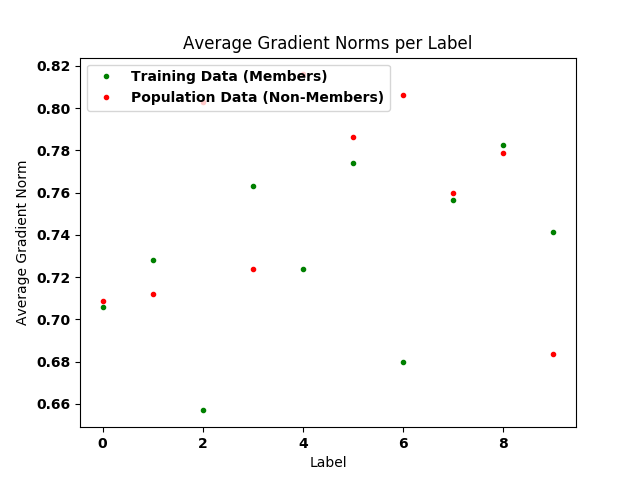 Average Gradient Norms per Label
Training Data (Members)
Population Data (Non-Members)
Average Gradient Norm
0.82
0.80
0.78
0.76
0.74
0.72
0.70
0.68
0.66
0
2
4
6
8
Label